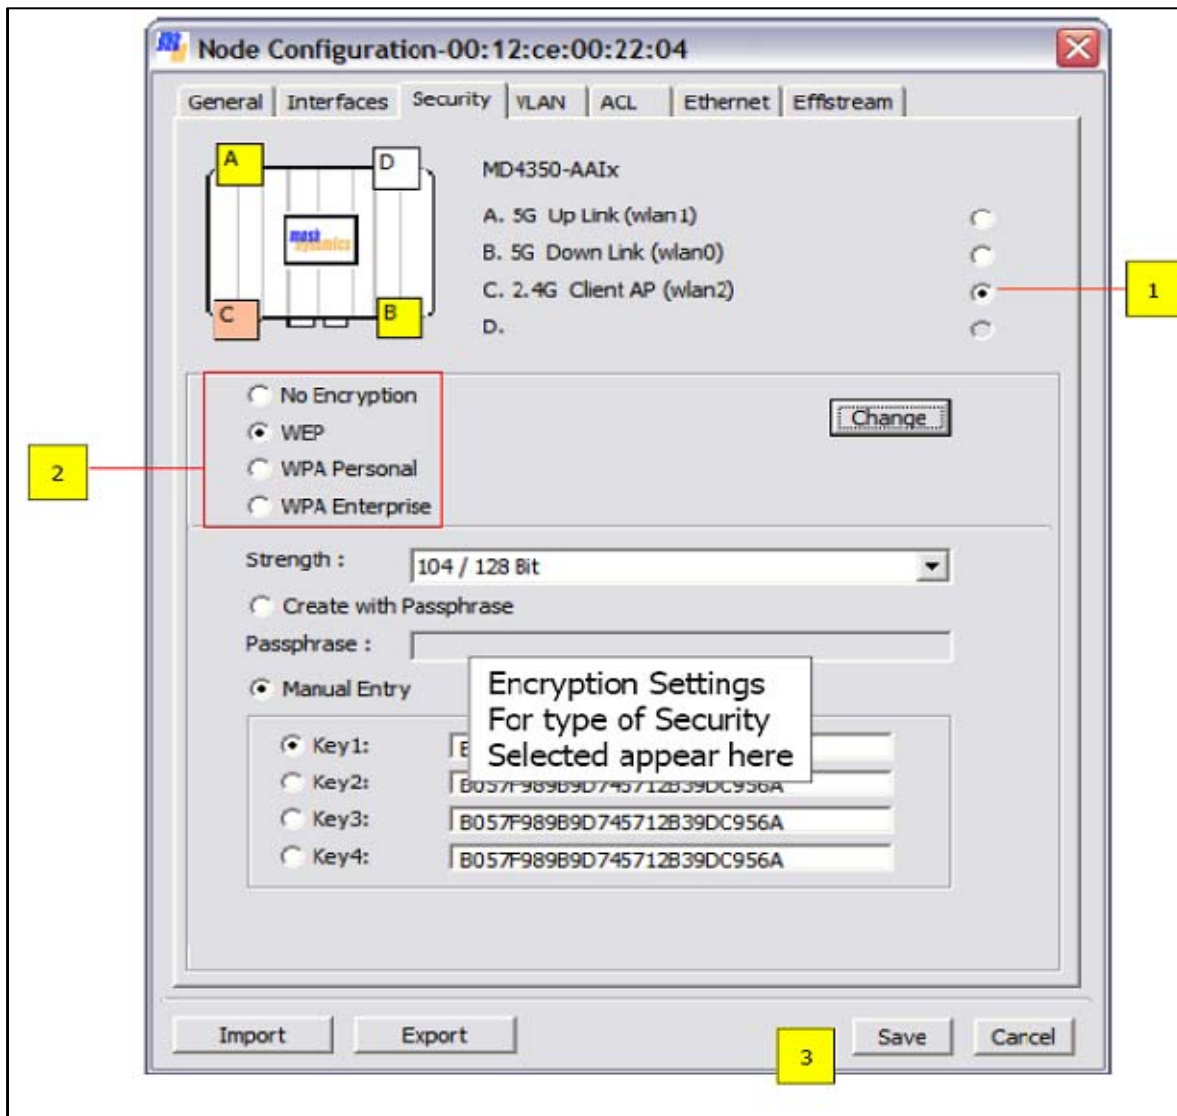 Node Configuration-00:12:ce:00:22:04
General Interfaces Security VLAN ACL Ethernet Effistream
A D
MD4350-AAIx
A. 5G Up Link (wlan1)
mesh dynamics
B. 5G Down Link (wlan0)
C. 2.4G Client AP (wlan2)
1
C B
D.
No Encryption
Change
WEP
2
WPA Personal
WPA Enterprise
Strength :
104 / 128 Bit
Create with Passphrase
Passphrase :
Manual Entry
Encryption Settings
For type of Security
Selected appear here
Key1:
Key2:
B057F989B9D745712B39DC956A
Key3:
B057F989B9D745712B39DC956A
Key4:
B057F989B9D745712B39DC956A
Import Export
3
Save Cancel